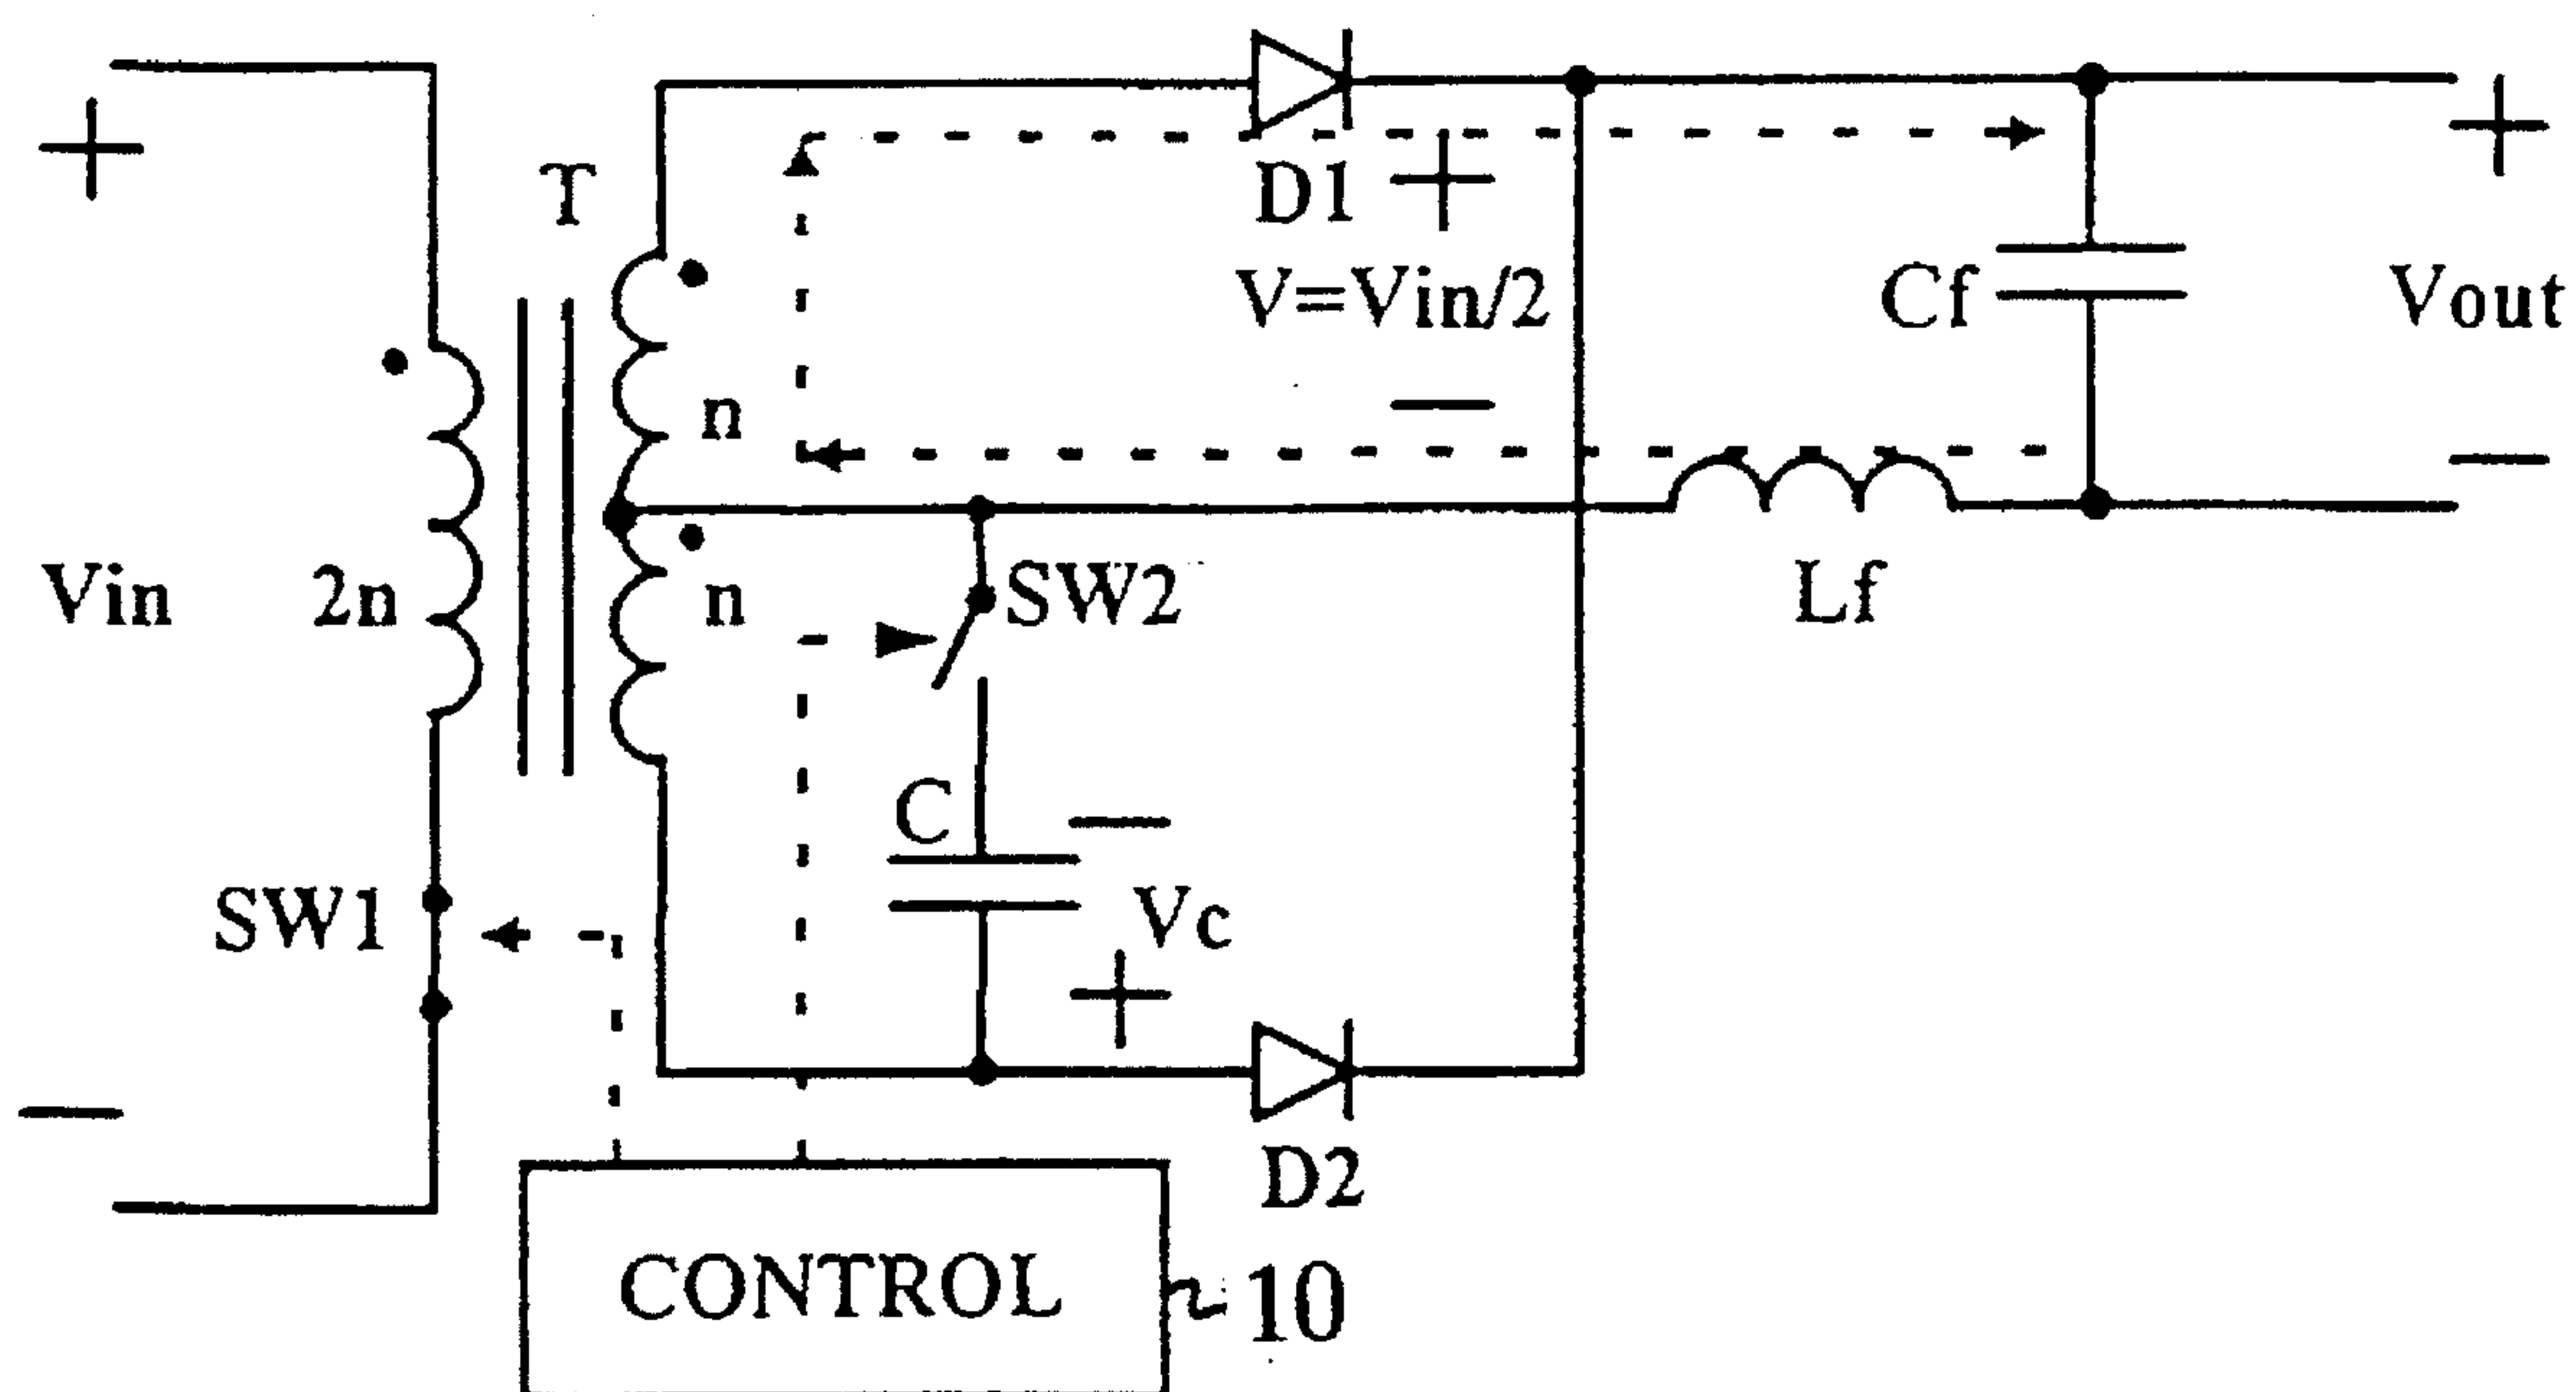 +
T
D1
+
+
V=Vin/2
Cf
Vout
n
−
−
Vin
2n
n
SW2
Lf
C
−
SW1
Vc
+
−
D2
CONTROL
10